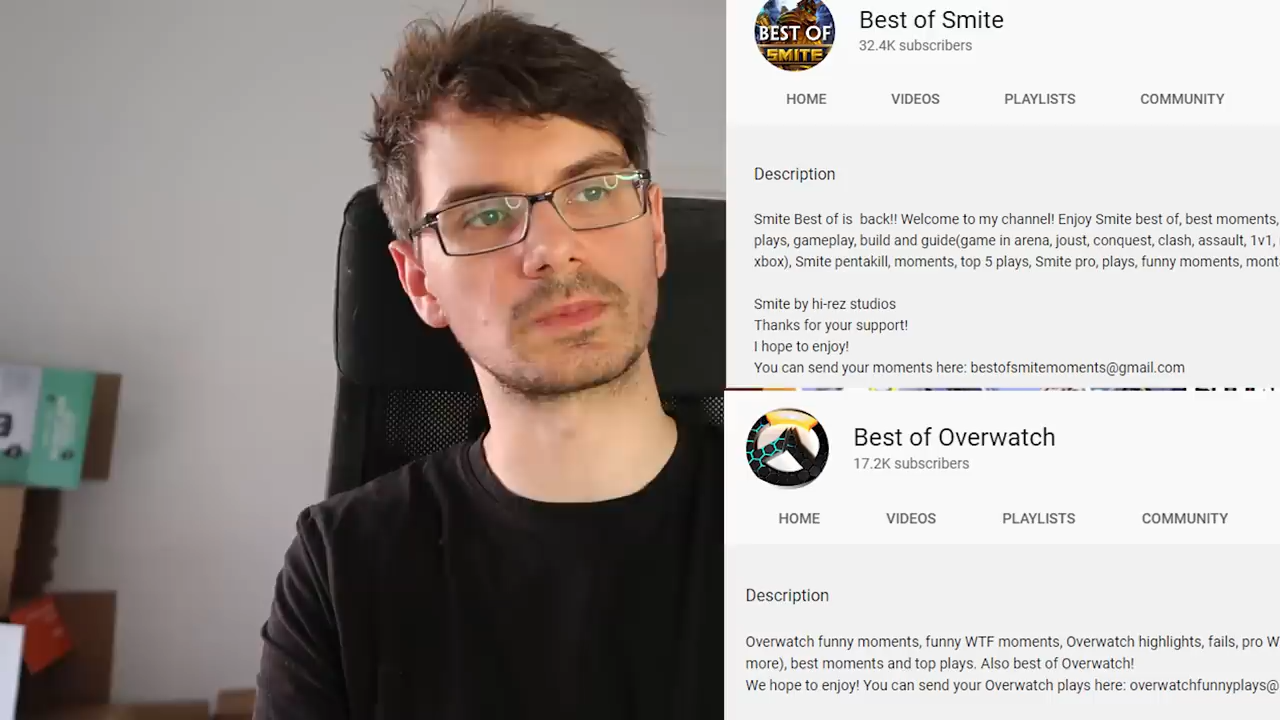 BEST OF
SMITE
Best of Smite
32.4K subscribers
HOME VIDEOS PLAYLISTS COMMUNITY
Description
Smite Best of is back!! Welcome to my channel! Enjoy Smite best of, best moments,
plays, gameplay, build and guide(game in arena, joust, conquest, clash, assault, 1v1,
xbox), Smite pentakill, moments, top 5 plays, Smite pro, plays, funny moments,
Smite by hi-rez studios
Thanks for your support!
I hope to enjoy!
You can send your moments here: bestofsmitemoments@gmail.com
Best of Overwatch
17.2K subscribers
HOME VIDEOS PLAYLISTS COMMUNITY
Description
Overwatch funny moments, funny WTF moments, Overwatch highlights, fails, pro
more), best moments and top plays. Also best of Overwatch!
We hope to enjoy! You can send your Overwatch plays here: overwatchfunnyplays@